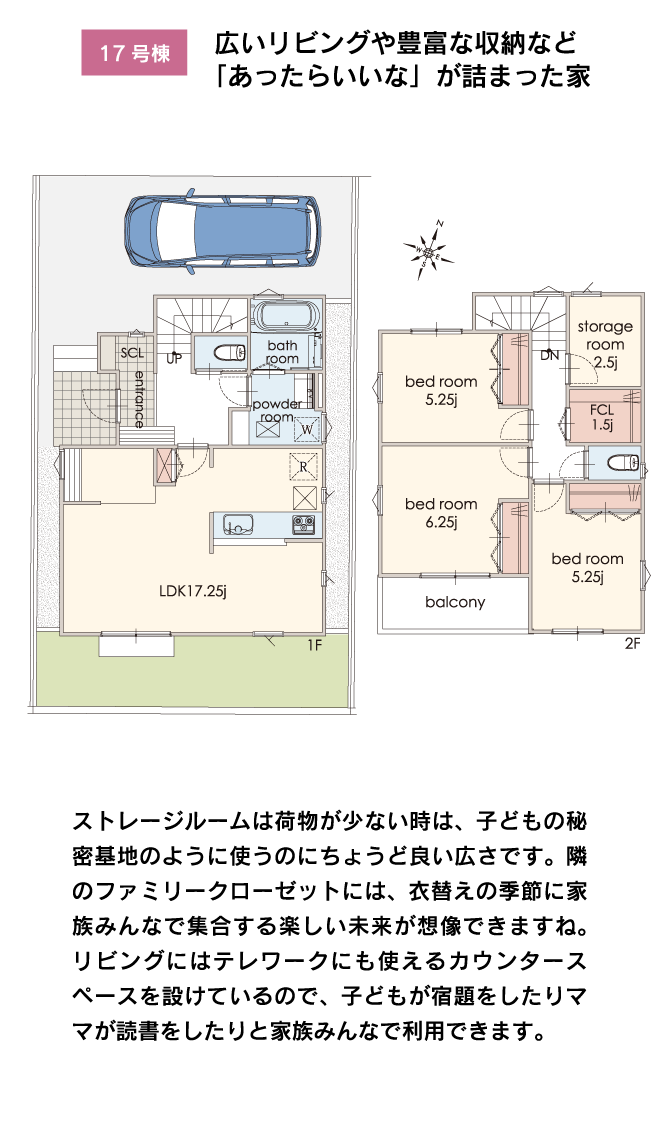 17 号棟
広いリビングや豊富な収納など
「あったらいいな」が詰まった家
N
W
E
S
SCL
UP
bath
room
entrance
powder
room
W
R
LDK17.25j
1F
storage
room
2.5j
DN
bed room
5.25j
FCL
1.5j
bed room
6.25j
bed room
5.25j
balcony
2F
ストレージルームは荷物が少ない時は、子どもの秘
密基地のように使うのにちょうど良い広さです。隣
のファミリークローゼットには、衣替えの季節に家
族みんなで集合する楽しい未来が想像できますね。
リビングにはテレワークにも使えるカウンタース
ペースを設けているので、子どもが宿題をしたりマ
マが読書をしたりと家族みんなで利用できます。